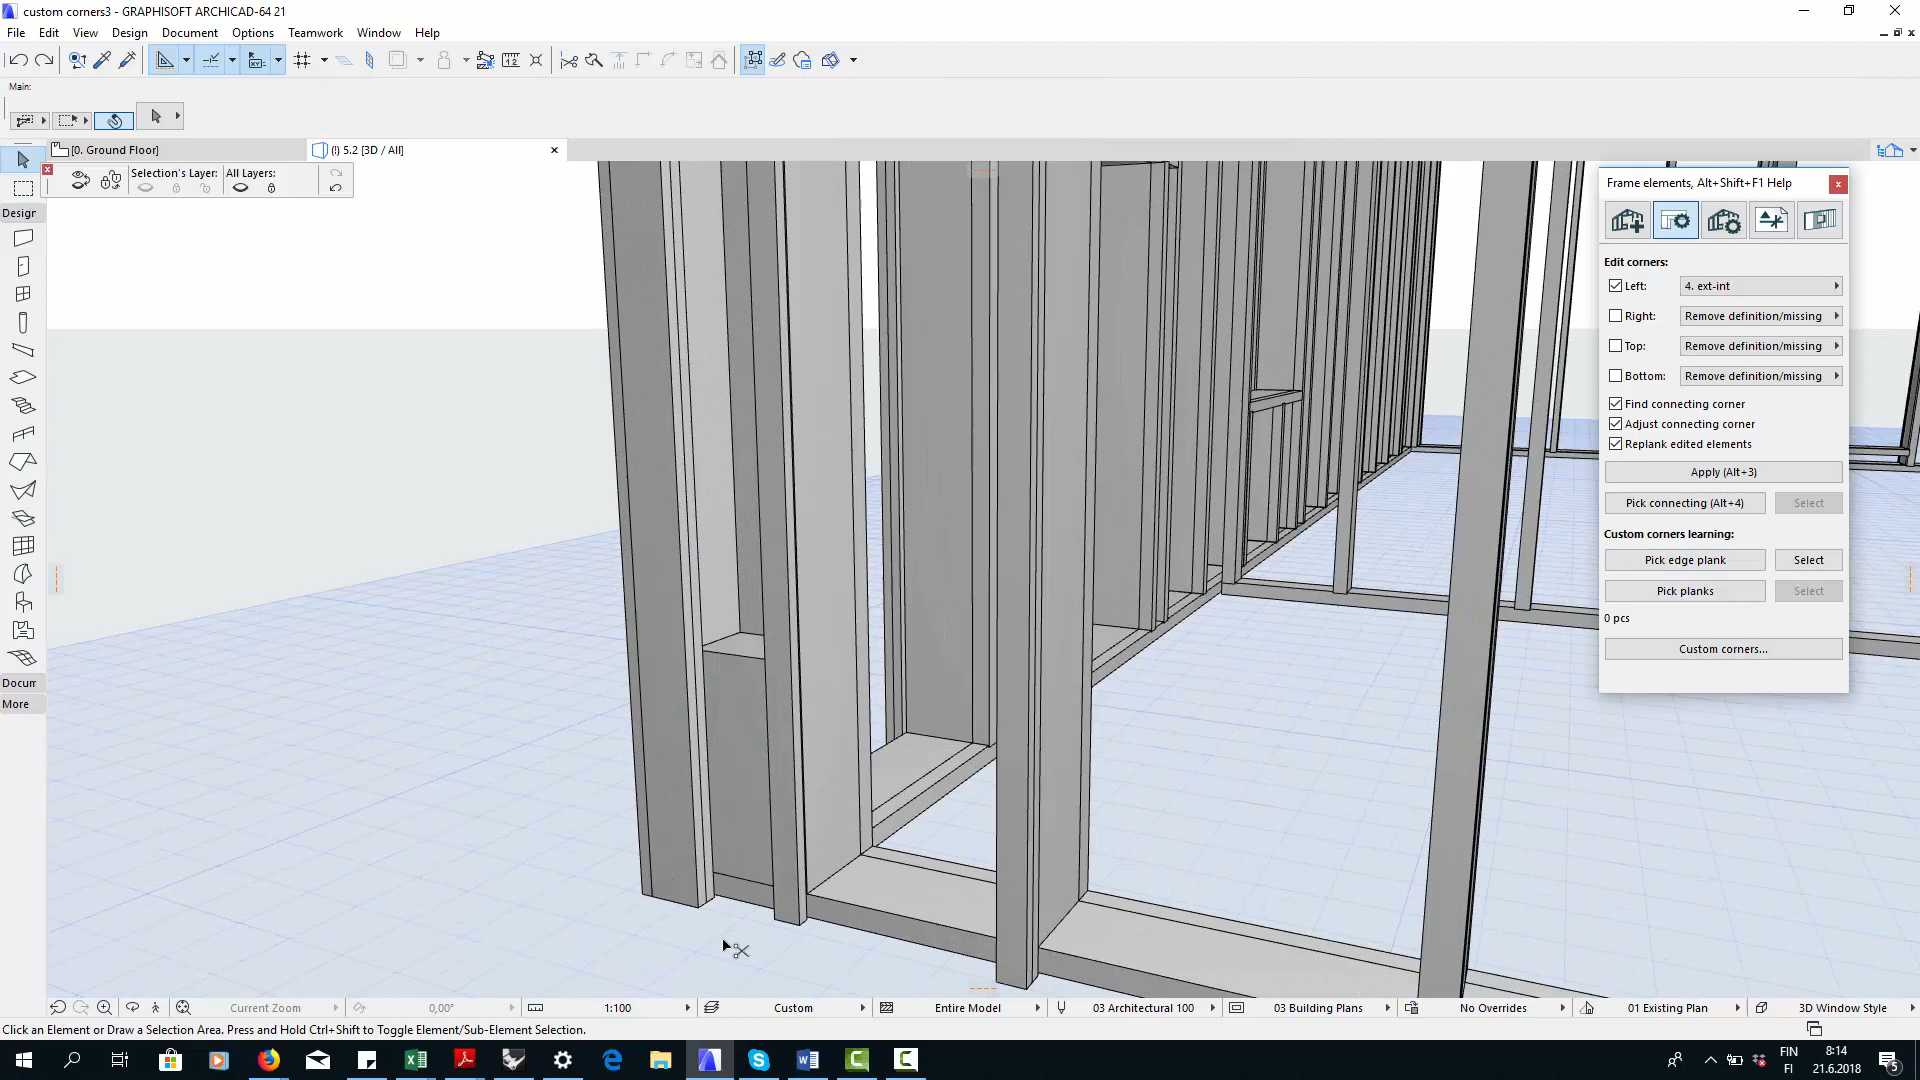 custom corners3 - GRAPHISOFT ARCHICAD-64 21
File Edit View Design Document Options Teamwork Window Help
Main:
[0. Ground Floor]
(!) 5.2 [3D / All]
Selection's Layer: All Layers:
Design
Docum
More
Frame elements, Alt+Shift+F1 Help
Edit corners:
Left: 4. ext-int
Right: Remove definition/missing
Top: Remove definition/missing
Bottom: Remove definition/missing
Find connecting corner
Adjust connecting corner
Replank edited elements
Apply (Alt+3)
Pick connecting (Alt+4) Select
Custom corners learning:
Pick edge plank Select
Pick planks Select
0 pcs
Custom corners...
Current Zoom 0,00° 1:100 Custom Entire Model 03 Architectural 100 03 Building Plans No Overrides 01 Existing Plan 3D Window Style
Click an Element or Draw a Selection Area. Press and Hold Ctrl+Shift to Toggle Element/Sub-Element Selection.
FIN 8:14
FI 21.6.2018
5